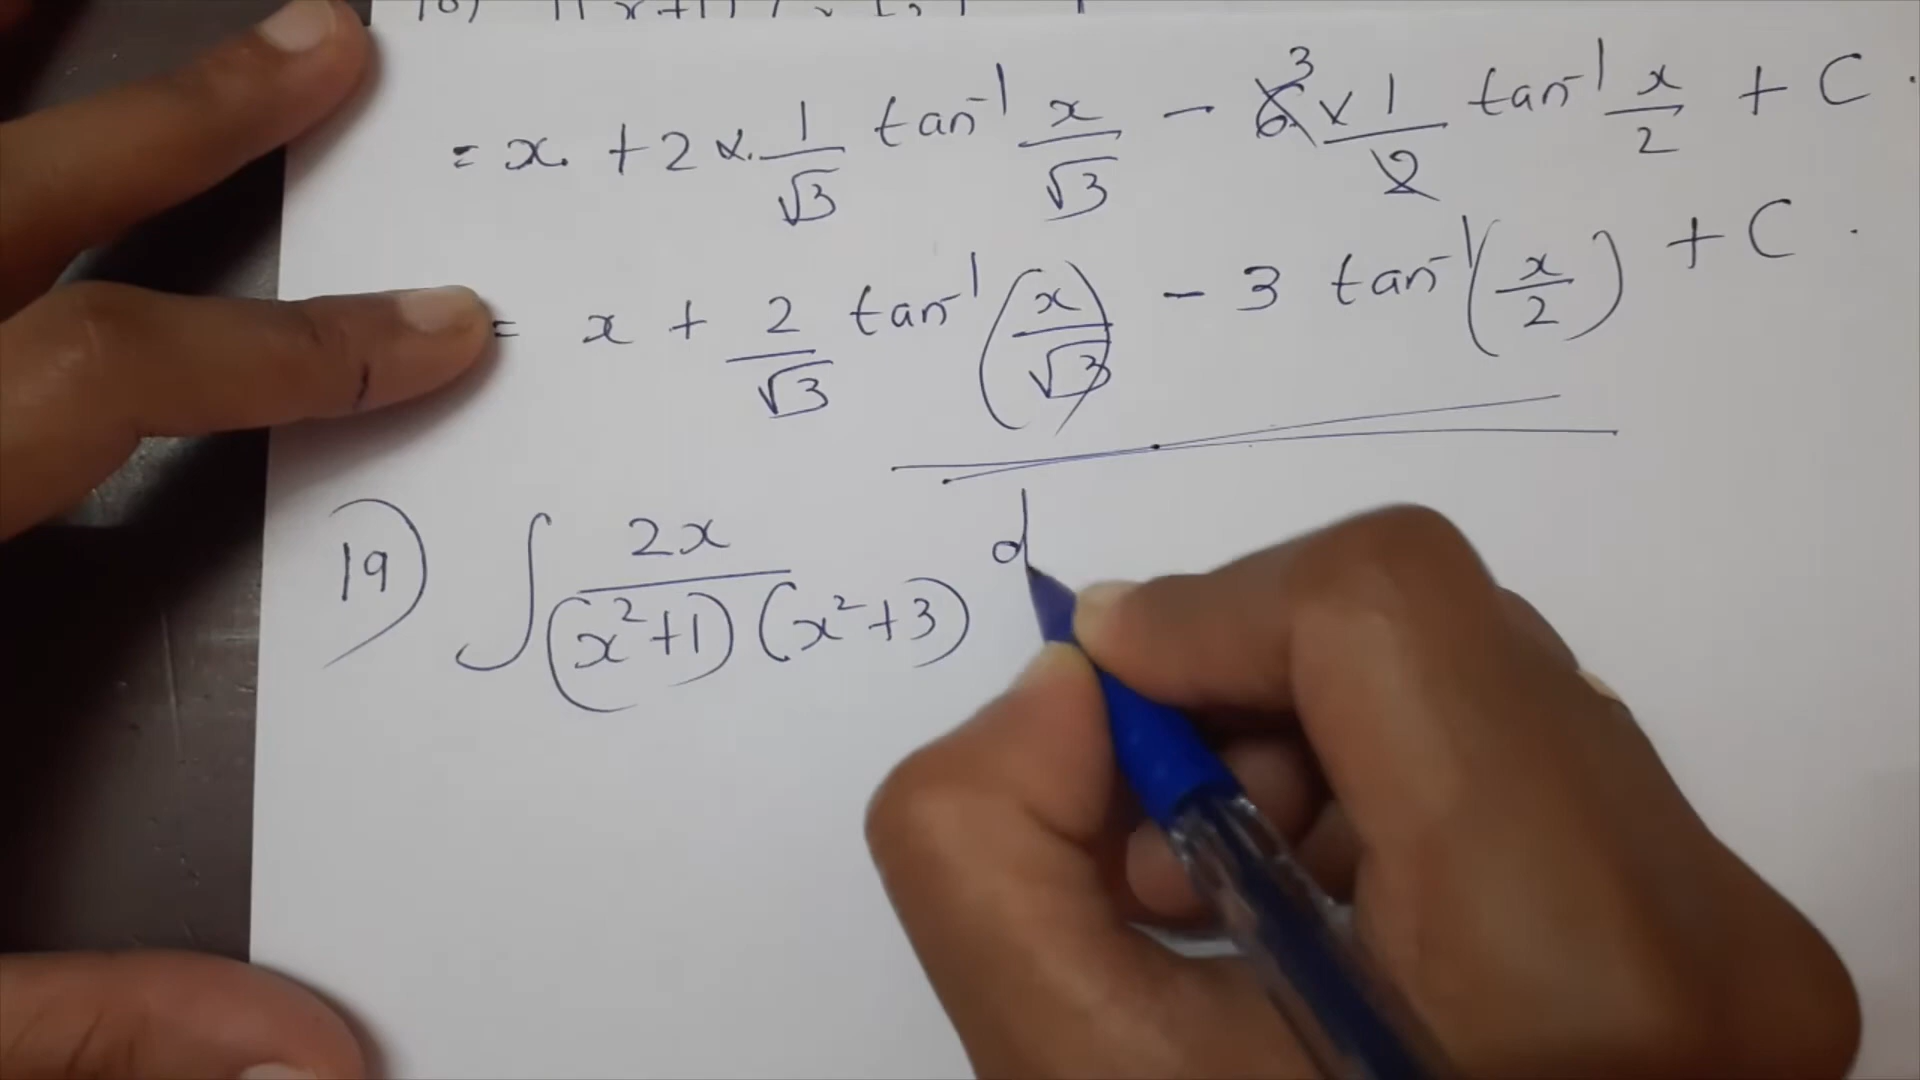 = x + 2 × 1/√3 tan⁻¹ x/√3 - 6 3 × 1/2 tan⁻¹ x/2 + C.
= x + 2/√3 tan⁻¹ (x/√3) - 3 tan⁻¹ (x/2) + C.
19) ∫ 2x/(x²+1)(x²+3) d